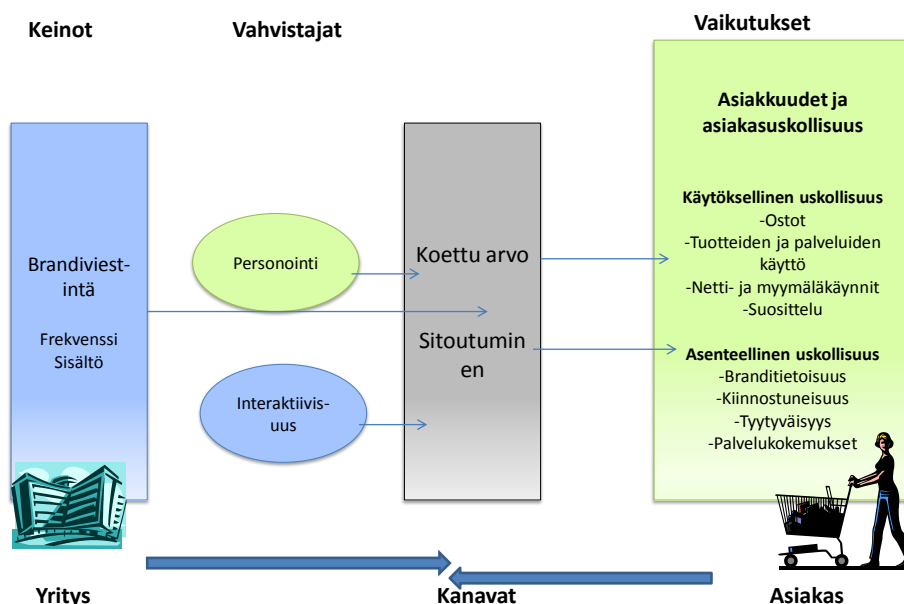 Keinot
Vahvistajat
Vaikutukset
Brandiviest-
intä
Frekvenssi
Sisältö
Personointi
Interaktiivis-
uus
Koettu arvo
Sitoutumin
en
Asiakkuudet ja
asiakasuskollisuus
Käytöksellinen uskollisuus
-Ostot
-Tuotteiden ja palveluiden
käyttö
-Netti- ja myymäläkäynnit
-Suosittelu
Asenteellinen uskollisuus
-Branditietoisuus
-Kiinnostuneisuus
-Tyytyväisyys
-Palvelukokemukset
Yritys
Kanavat
Asiakas